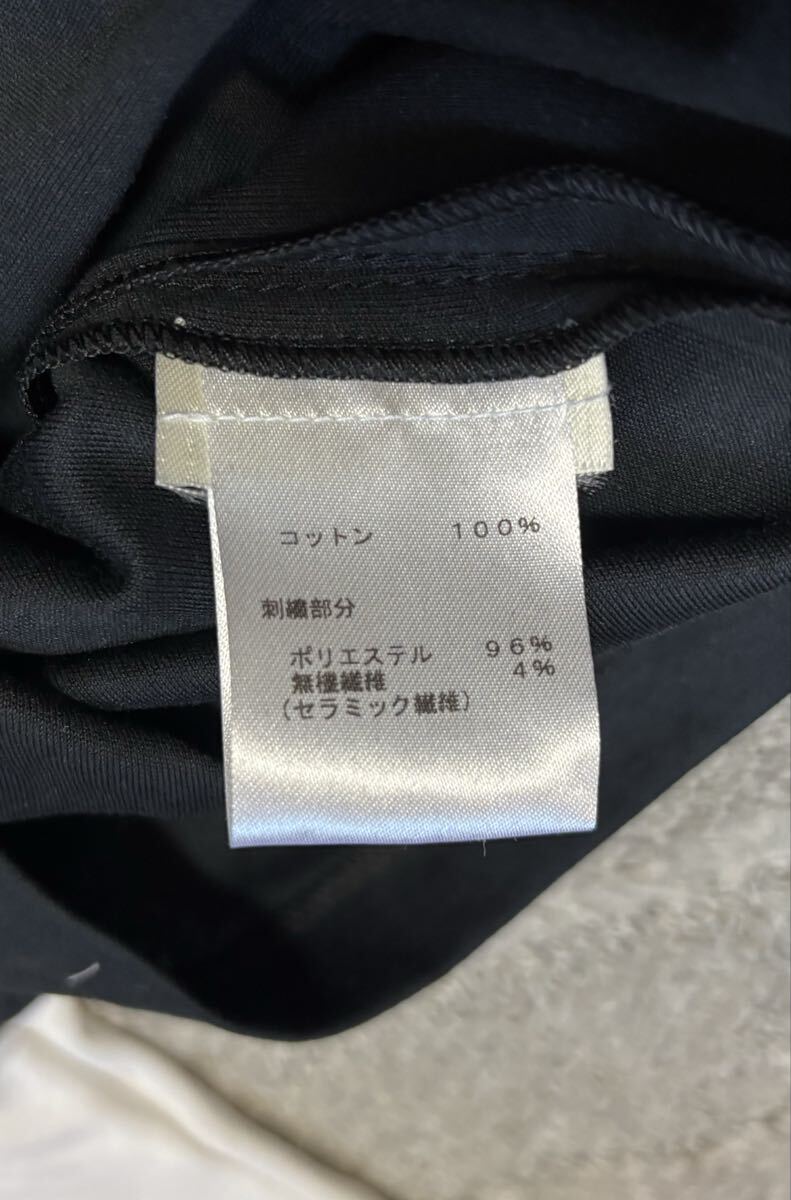 コットン　１００％
刺繍部分
ポリエステル　９６％
無機繊維　４％
（セラミック繊維）